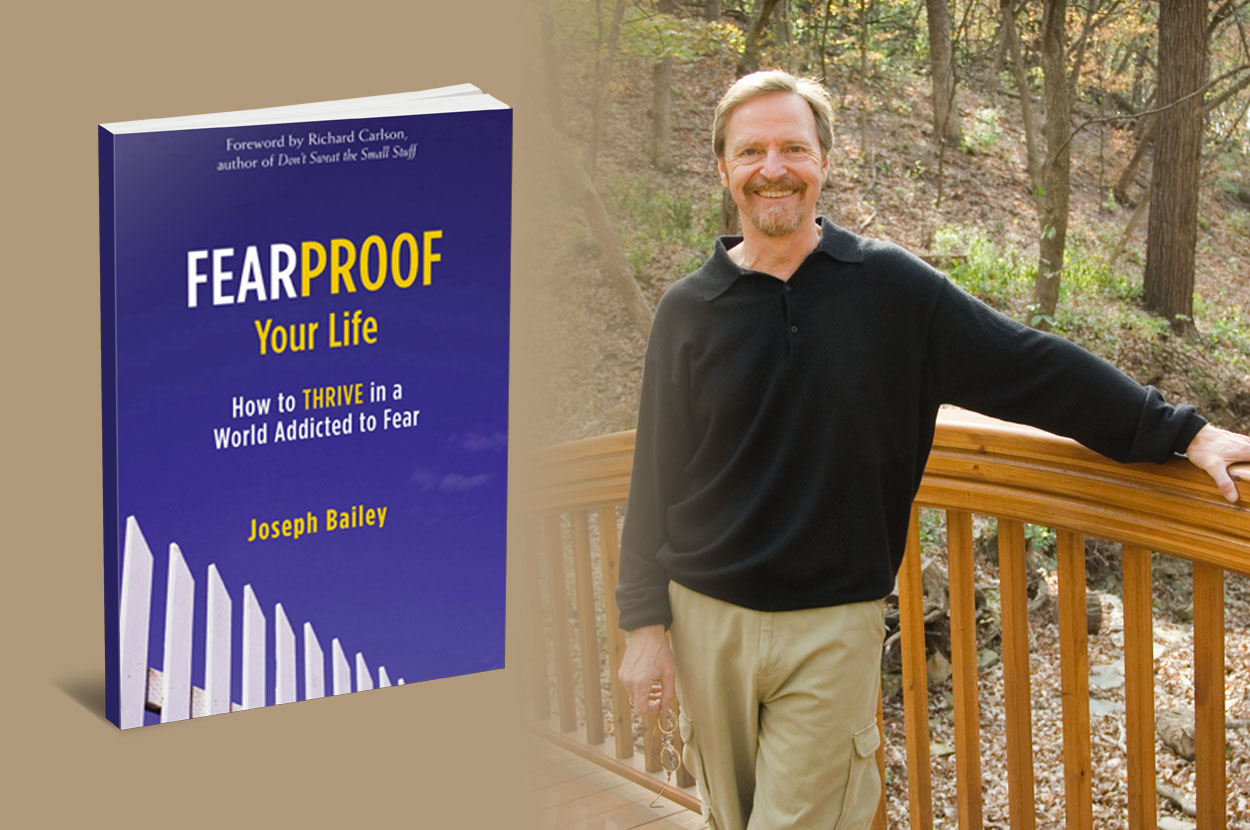 Foreword by Richard Carlson,
author of Don't Sweat the Small Stuff
FEARPROOF
Your Life
How to THRIVE in a
World Addicted to Fear
Joseph Bailey